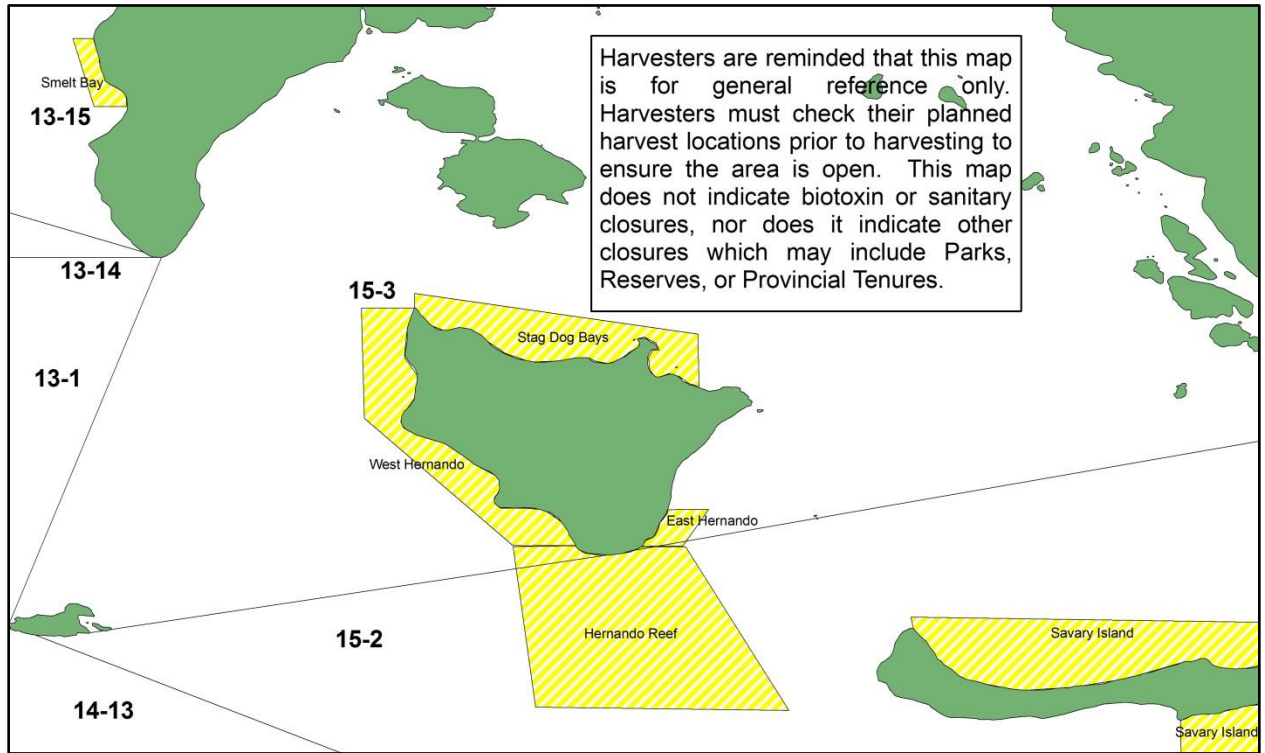 Smelt Bay
13-15
Harvesters are reminded that this map
is for general reference only.
Harvesters must check their planned
harvest locations prior to harvesting to
ensure the area is open. This map
does not indicate biotoxin or sanitary
closures, nor does it indicate other
closures which may include Parks,
Reserves, or Provincial Tenures.
13-14
15-3
Stag Dog Bays
13-1
West Hernando
East Hernando
Hernando Reef
Savary Island
15-2
14-13
Savary Island